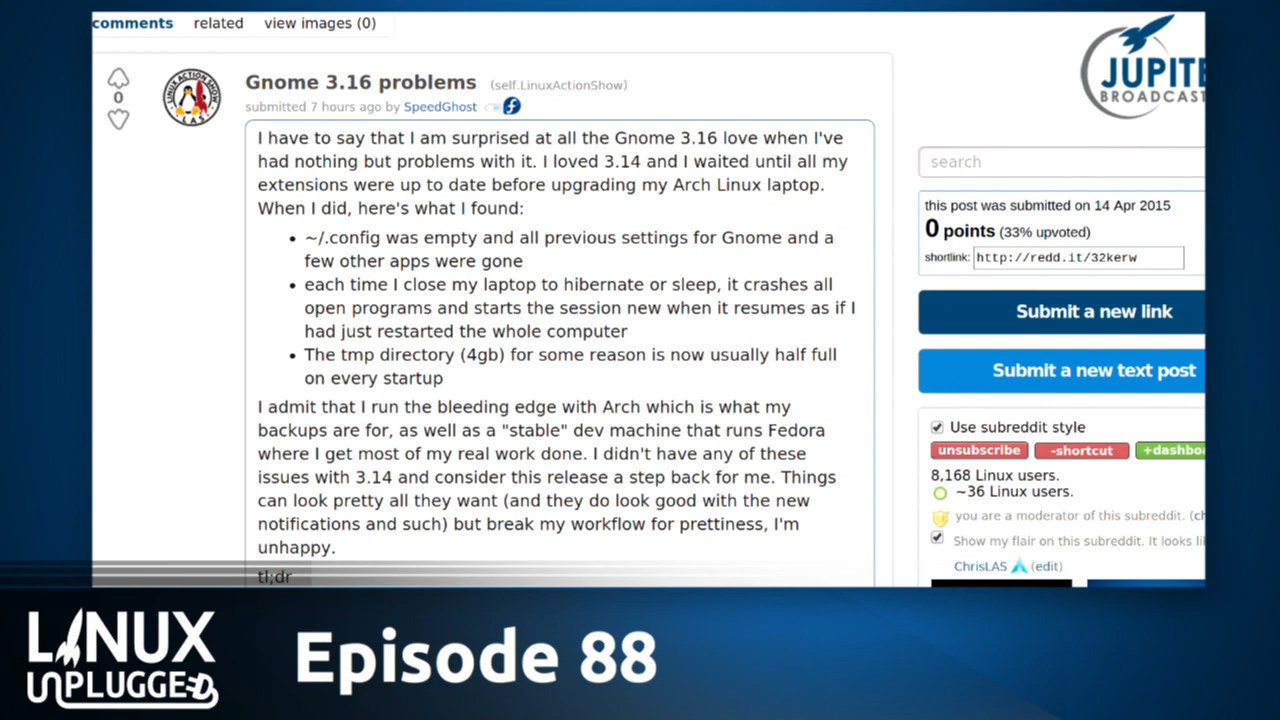 comments related view images (0)
Gnome 3.16 problems (self.LinuxActionShow)
submitted 7 hours ago by SpeedGhost
0
LINUX ACTION SHOW
L A S
I have to say that I am surprised at all the Gnome 3.16 love when I've
had nothing but problems with it. I loved 3.14 and I waited until all my
extensions were up to date before upgrading my Arch Linux laptop.
When I did, here's what I found:
• ~/.config was empty and all previous settings for Gnome and a
few other apps were gone
• each time I close my laptop to hibernate or sleep, it crashes all
open programs and starts the session new when it resumes as if I
had just restarted the whole computer
• The tmp directory (4gb) for some reason is now usually half full
on every startup
I admit that I run the bleeding edge with Arch which is what my
backups are for, as well as a "stable" dev machine that runs Fedora
where I get most of my real work done. I didn't have any of these
issues with 3.14 and consider this release a step back for me. Things
can look pretty all they want (and they do look good with the new
notifications and such) but break my workflow for prettiness, I'm
unhappy.
tl;dr
JUPITE
BROADCAST
search
this post was submitted on 14 Apr 2015
0 points (33% upvoted)
shortlink: http://redd.it/32kerw
Submit a new link
Submit a new text post
Use subreddit style
unsubscribe -shortcut +dashboa
8,168 Linux users.
~36 Linux users.
you are a moderator of this subreddit. (ch
Show my flair on this subreddit. It looks li
ChrisLAS (edit)
LINUX
UNPLUGGED
Episode 88